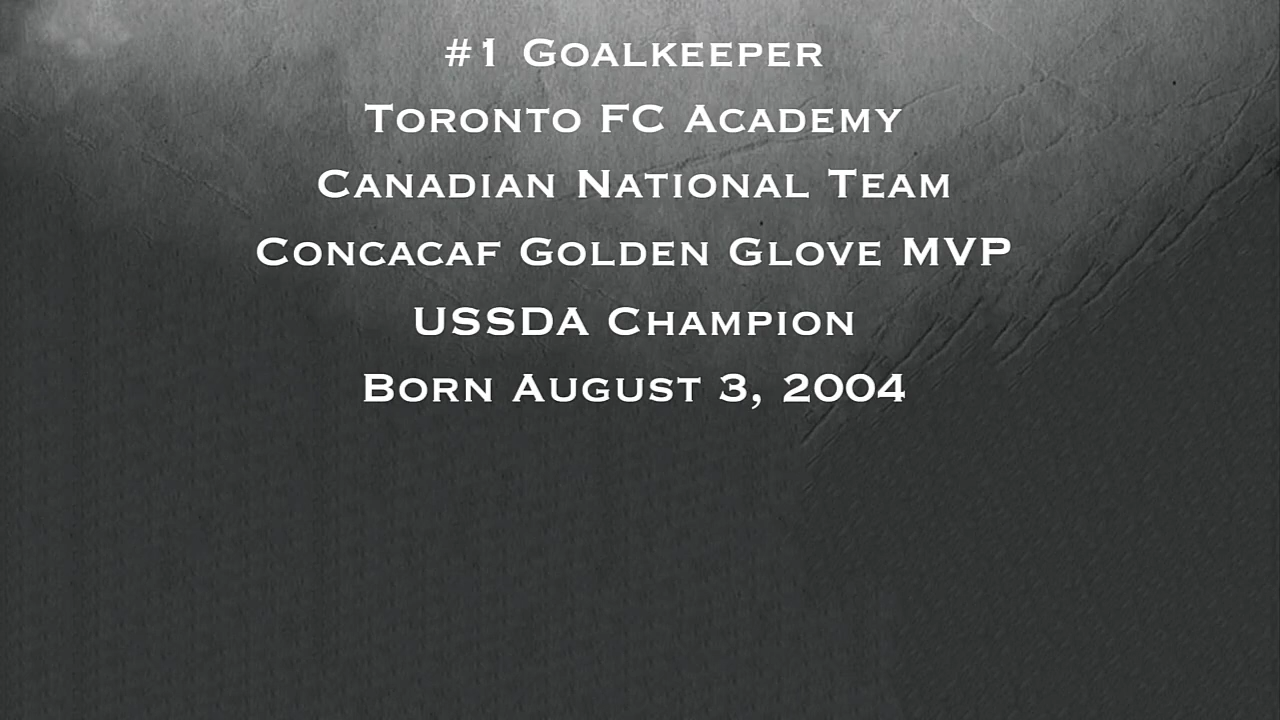 #1 Goalkeeper
Toronto FC Academy
Canadian National Team
Concacaf Golden Glove MVP
USSDA Champion
Born August 3, 2004